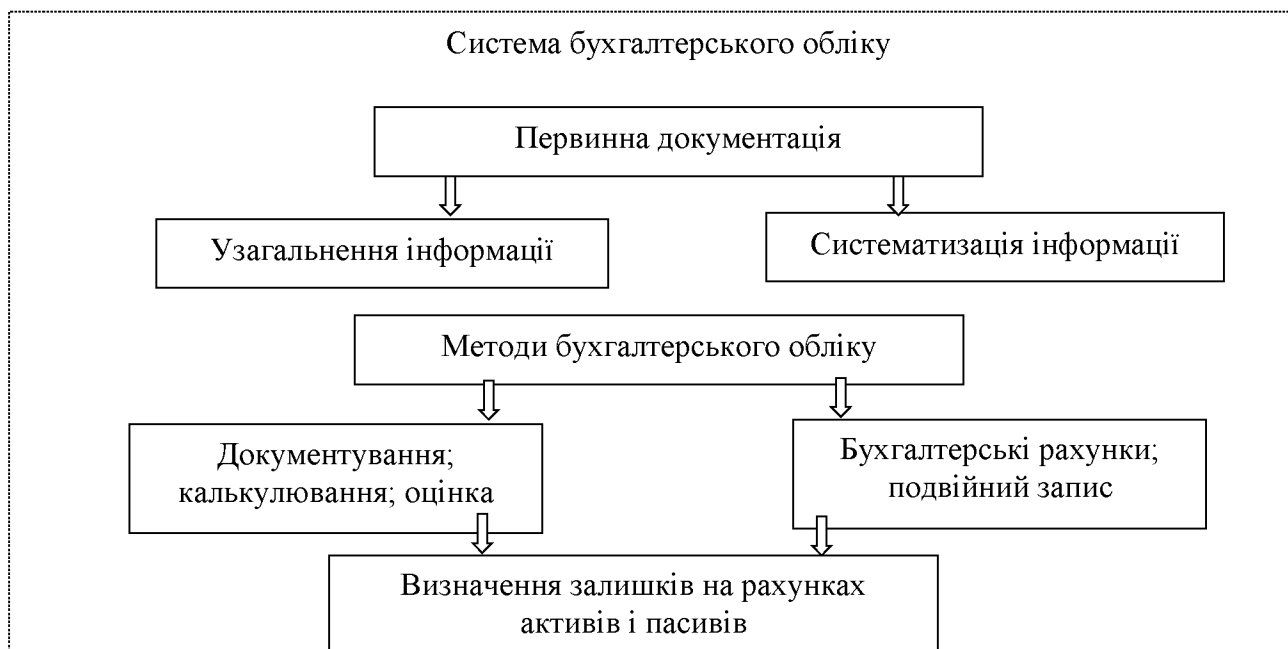 Система бухгалтерського обліку
Первинна документація
Узагальнення інформації
Систематизація інформації
Методи бухгалтерського обліку
Документування;
калькулювання; оцінка
Бухгалтерські рахунки;
подвійний запис
Визначення залишків на рахунках
активів і пасивів